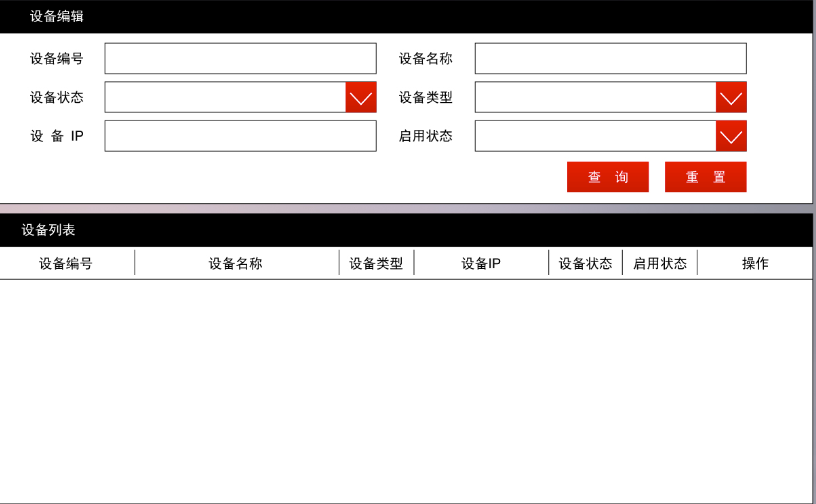 设备编辑
设备编号 设备名称
设备状态 设备类型
设 备 IP 启用状态
查 询 重 置
设备列表
设备编号 设备名称 设备类型 设备IP 设备状态 启用状态 操作